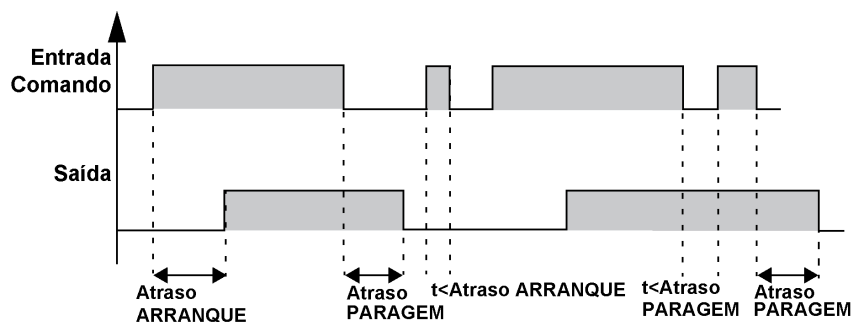 Entrada
Comando
Saída
Atraso
ARRANQUE
Atraso
PARAGEM
t<Atraso ARRANQUE
t<Atraso
PARAGEM
Atraso
PARAGEM